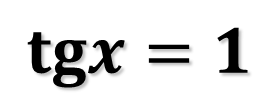 tgx = 1